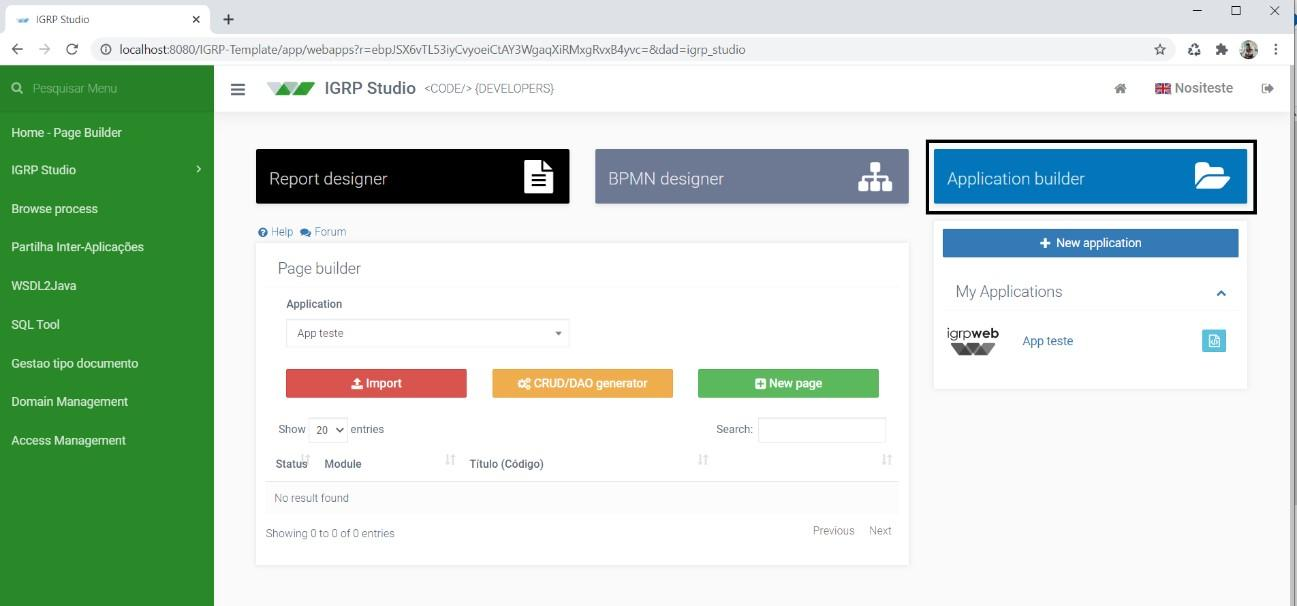 IGRP Studio
localhost:8080/IGRP-Template/app/webapps?r=ebpJSX6vTL53iyCvyoeiCtAY3WgaqXiRMxgRvxB4yvc=&dad=igrp_studio
Pesquisar Menu
IGRP Studio <CODE/> {DEVELOPERS}
Nositeste
Home - Page Builder
IGRP Studio
Browse process
Partilha Inter-Aplicações
WSDL2Java
SQL Tool
Gestao tipo documento
Domain Management
Access Management
Report designer
BPMN designer
Application builder
Help Forum
Page builder
Application
App teste
Import
CRUD/DAO generator
New page
Show 20 entries
Search:
Status Module Título (Código)
No result found
Showing 0 to 0 of 0 entries
Previous Next
New application
My Applications
igrpweb
App teste